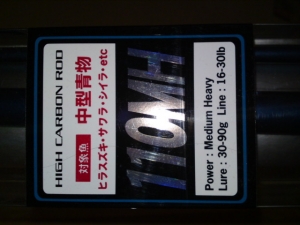 HIGH CARBON ROD
対象魚 中型青物
ヒラスズキ・サワラ・シイラ・etc
110MH
Power : Medium Heavy
Lure : 30-90g Line : 16-30lb